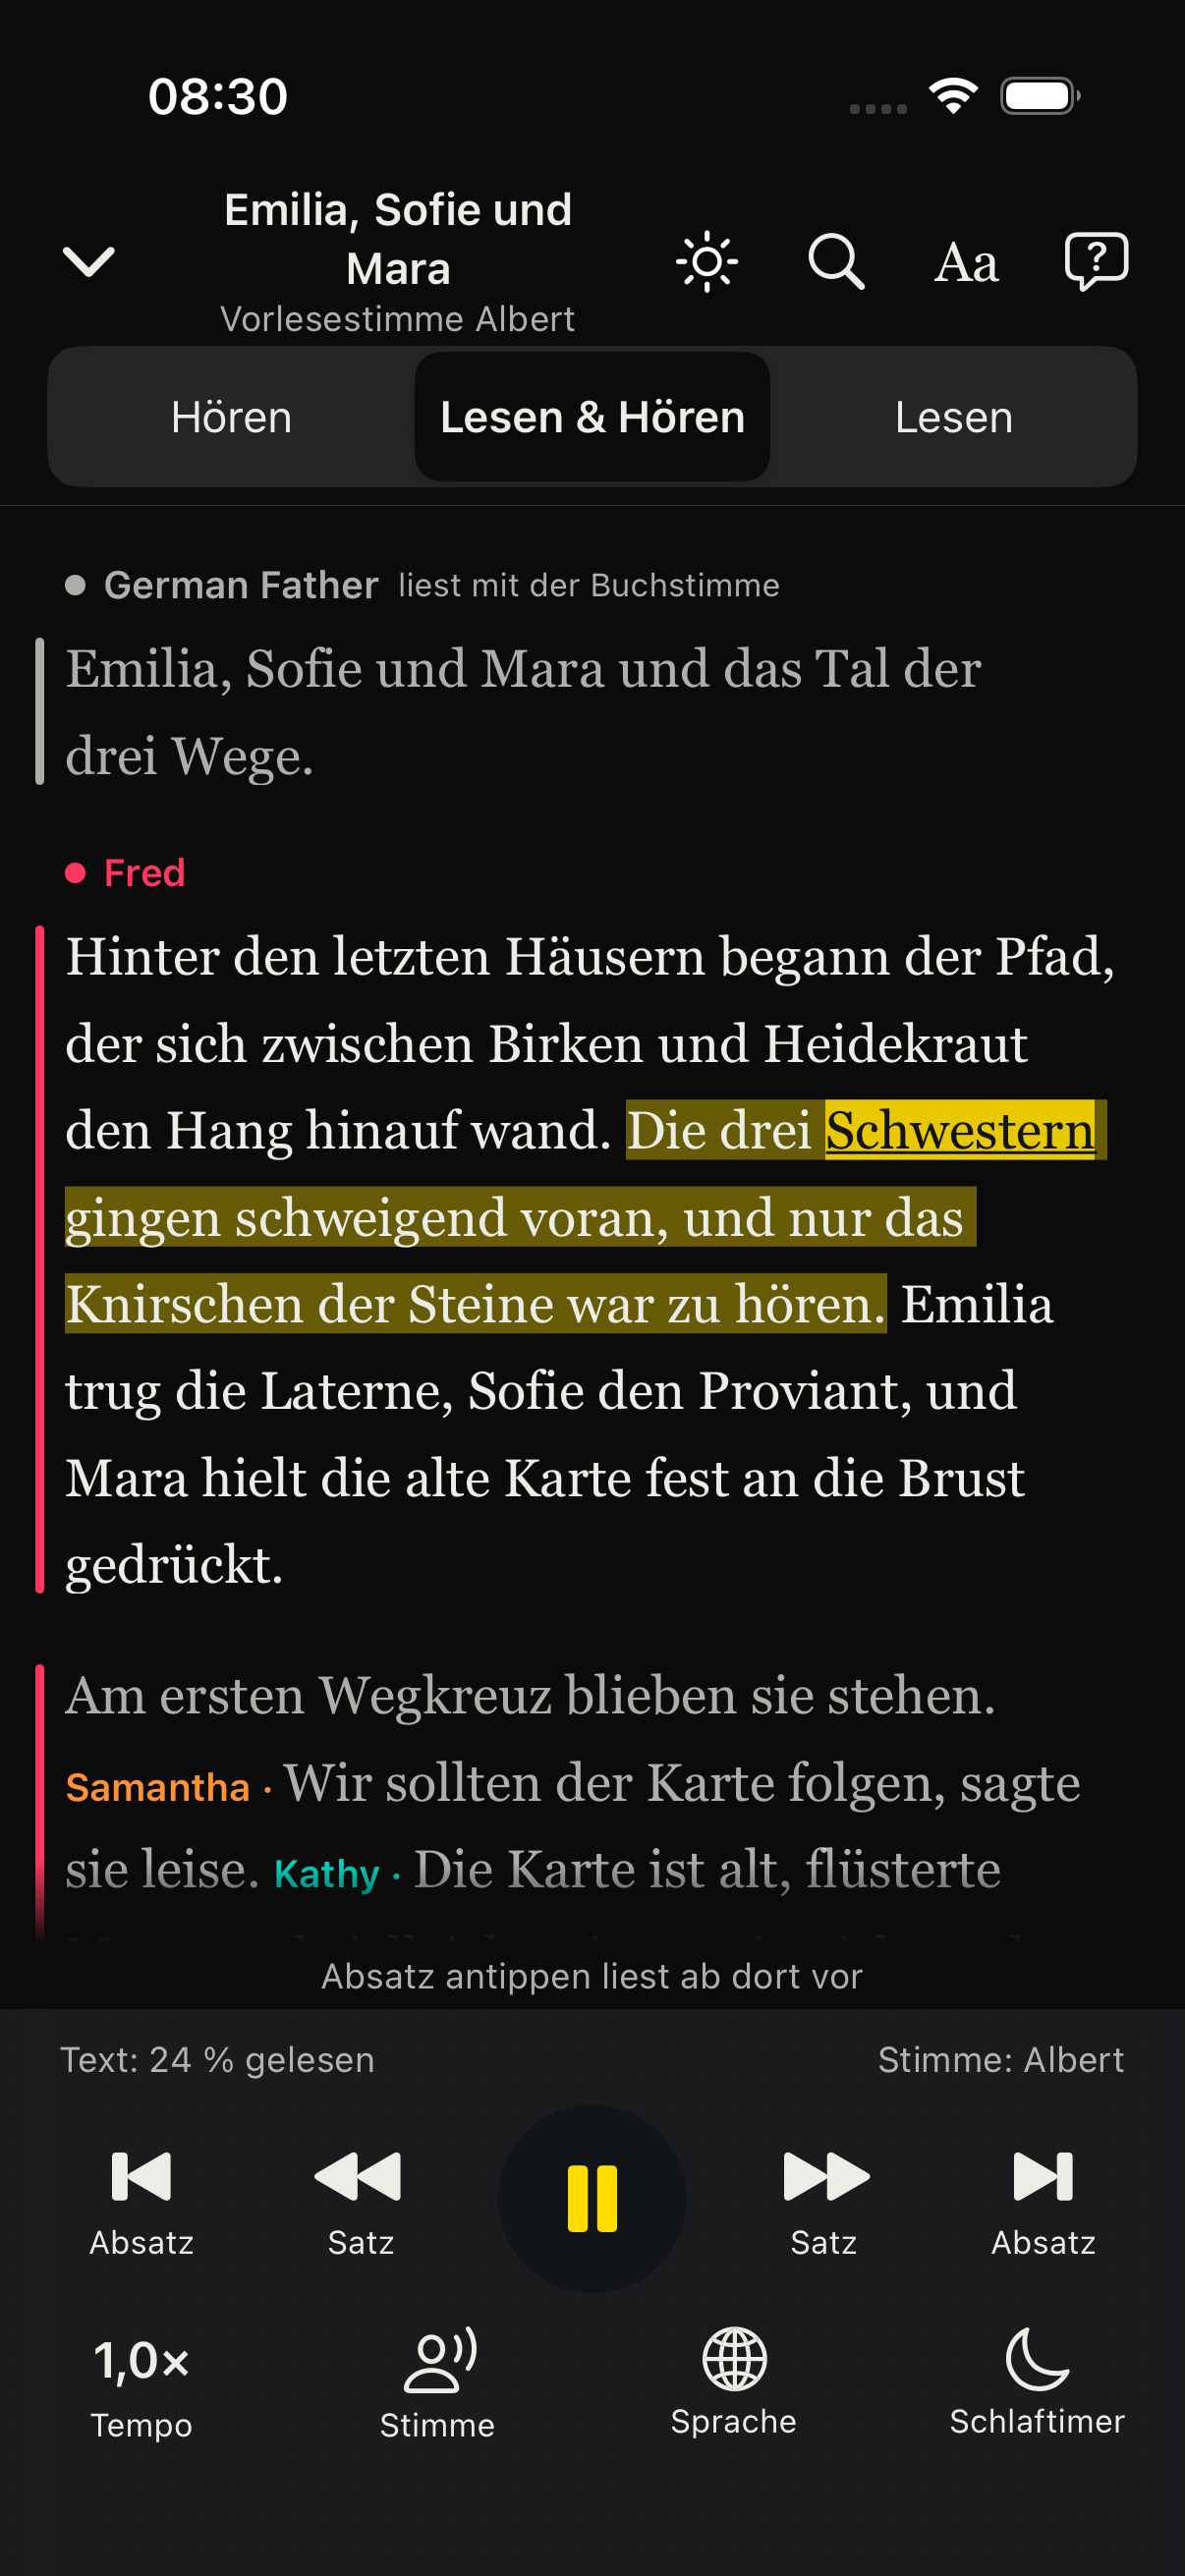 08:30
Emilia, Sofie und
Mara
Vorlesestimme Albert
Aa
?
Hören
Lesen & Hören
Lesen
German Father liest mit der Buchstimme
Emilia, Sofie und Mara und das Tal der
drei Wege.
Fred
Hinter den letzten Häusern begann der Pfad,
der sich zwischen Birken und Heidekraut
den Hang hinauf wand. Die drei Schwestern
gingen schweigend voran, und nur das
Knirschen der Steine war zu hören. Emilia
trug die Laterne, Sofie den Proviant, und
Mara hielt die alte Karte fest an die Brust
gedrückt.
Am ersten Wegkreuz blieben sie stehen.
Samantha · Wir sollten der Karte folgen, sagte
sie leise. Kathy · Die Karte ist alt, flüsterte
Absatz antippen liest ab dort vor
Text: 24 % gelesen
Stimme: Albert
Absatz
Satz
Satz
Absatz
1,0×
Tempo
Stimme
Sprache
Schlaftimer